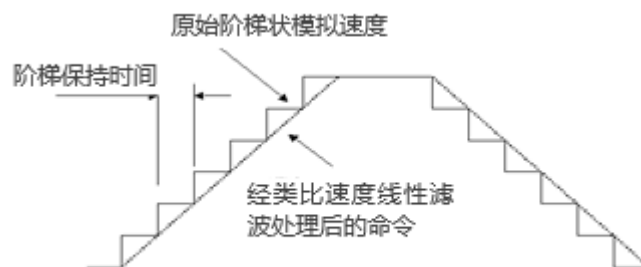 原始阶梯状模拟速度
阶梯保持时间
经类比速度线性滤
波处理后的命令